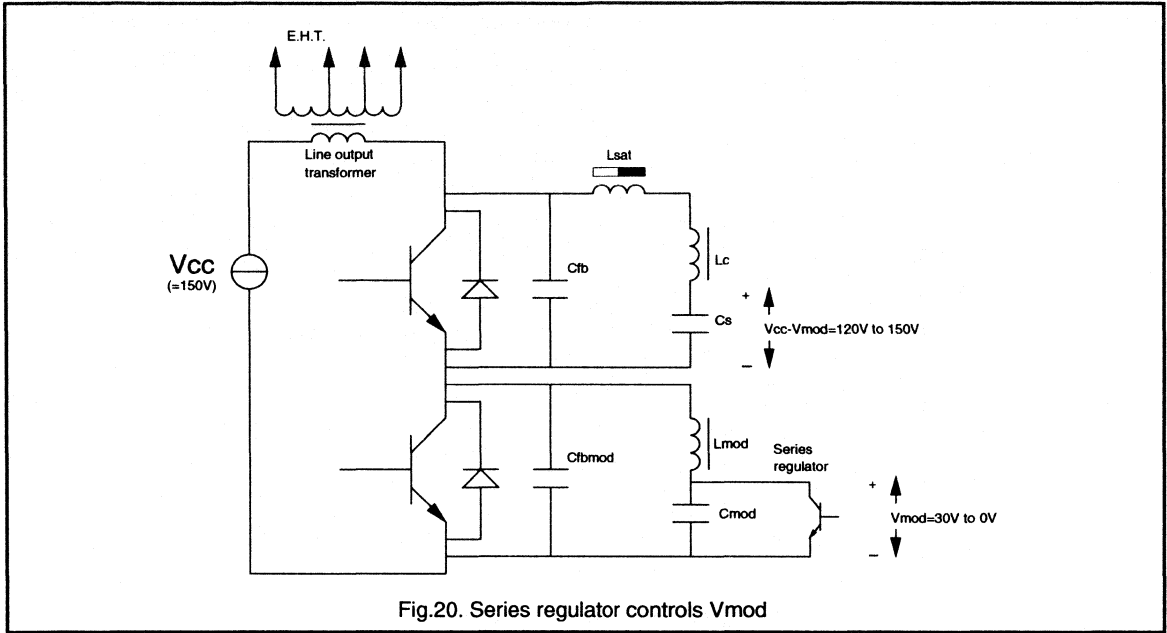 E.H.T.
Line output
transformer
Lsat
Vcc
(=150V)
Cfb
Lc
Cs
+
Vcc-Vmod=120V to 150V
–
Cfbmod
Lmod
Series
regulator
Cmod
+
Vmod=30V to 0V
–
Fig.20. Series regulator controls Vmod